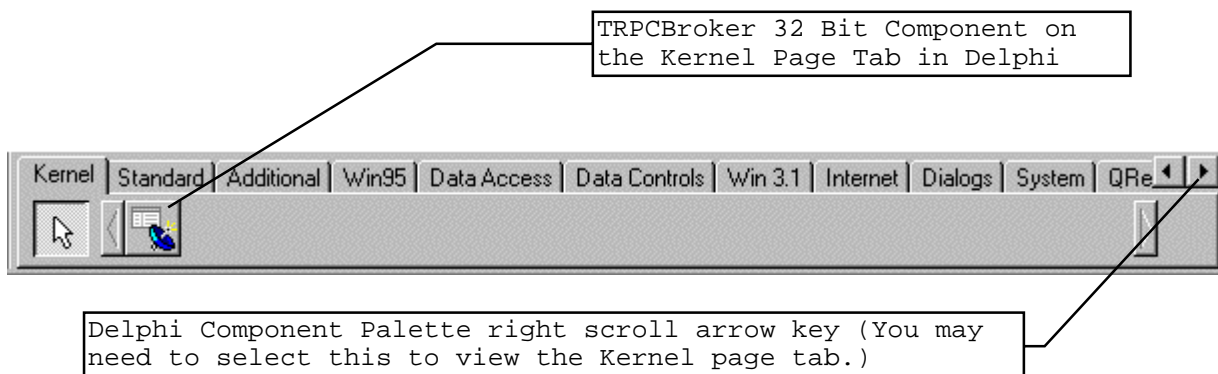 TRPCBroker 32 Bit Component on
the Kernel Page Tab in Delphi
Kernel Standard Additional Win95 Data Access Data Controls Win 3.1 Internet Dialogs System QRe
Delphi Component Palette right scroll arrow key (You may
need to select this to view the Kernel page tab.)